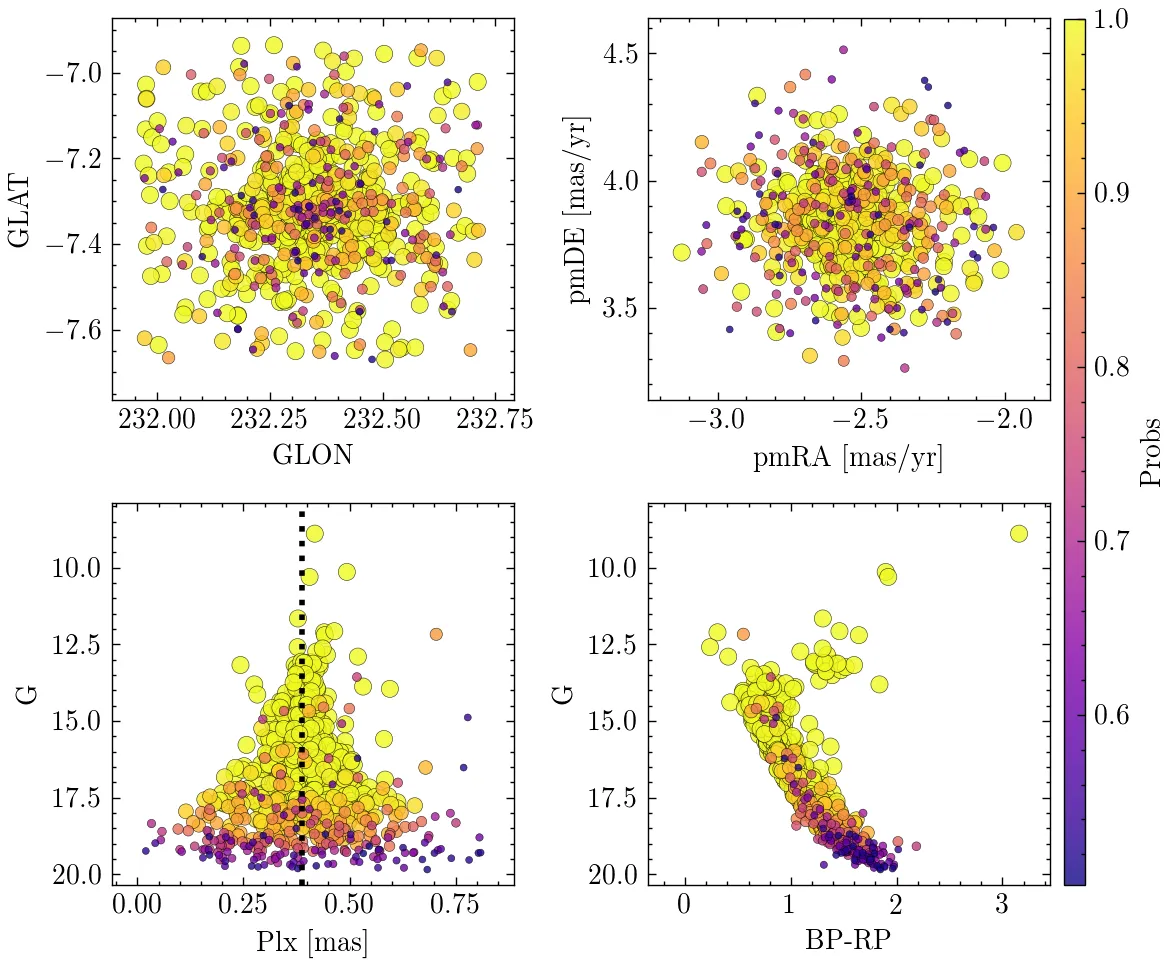 −7.0
−7.2
−7.4
−7.6
GLAT
232.00 232.25 232.50 232.75
GLON
4.5
4.0
3.5
pmDE [mas/yr]
−3.0 −2.5 −2.0
pmRA [mas/yr]
1.0
0.9
0.8
0.7
0.6
Probs
10.0
12.5
15.0
17.5
20.0
G
0.00 0.25 0.50 0.75
Plx [mas]
10.0
12.5
15.0
17.5
20.0
G
0 1 2 3
BP-RP